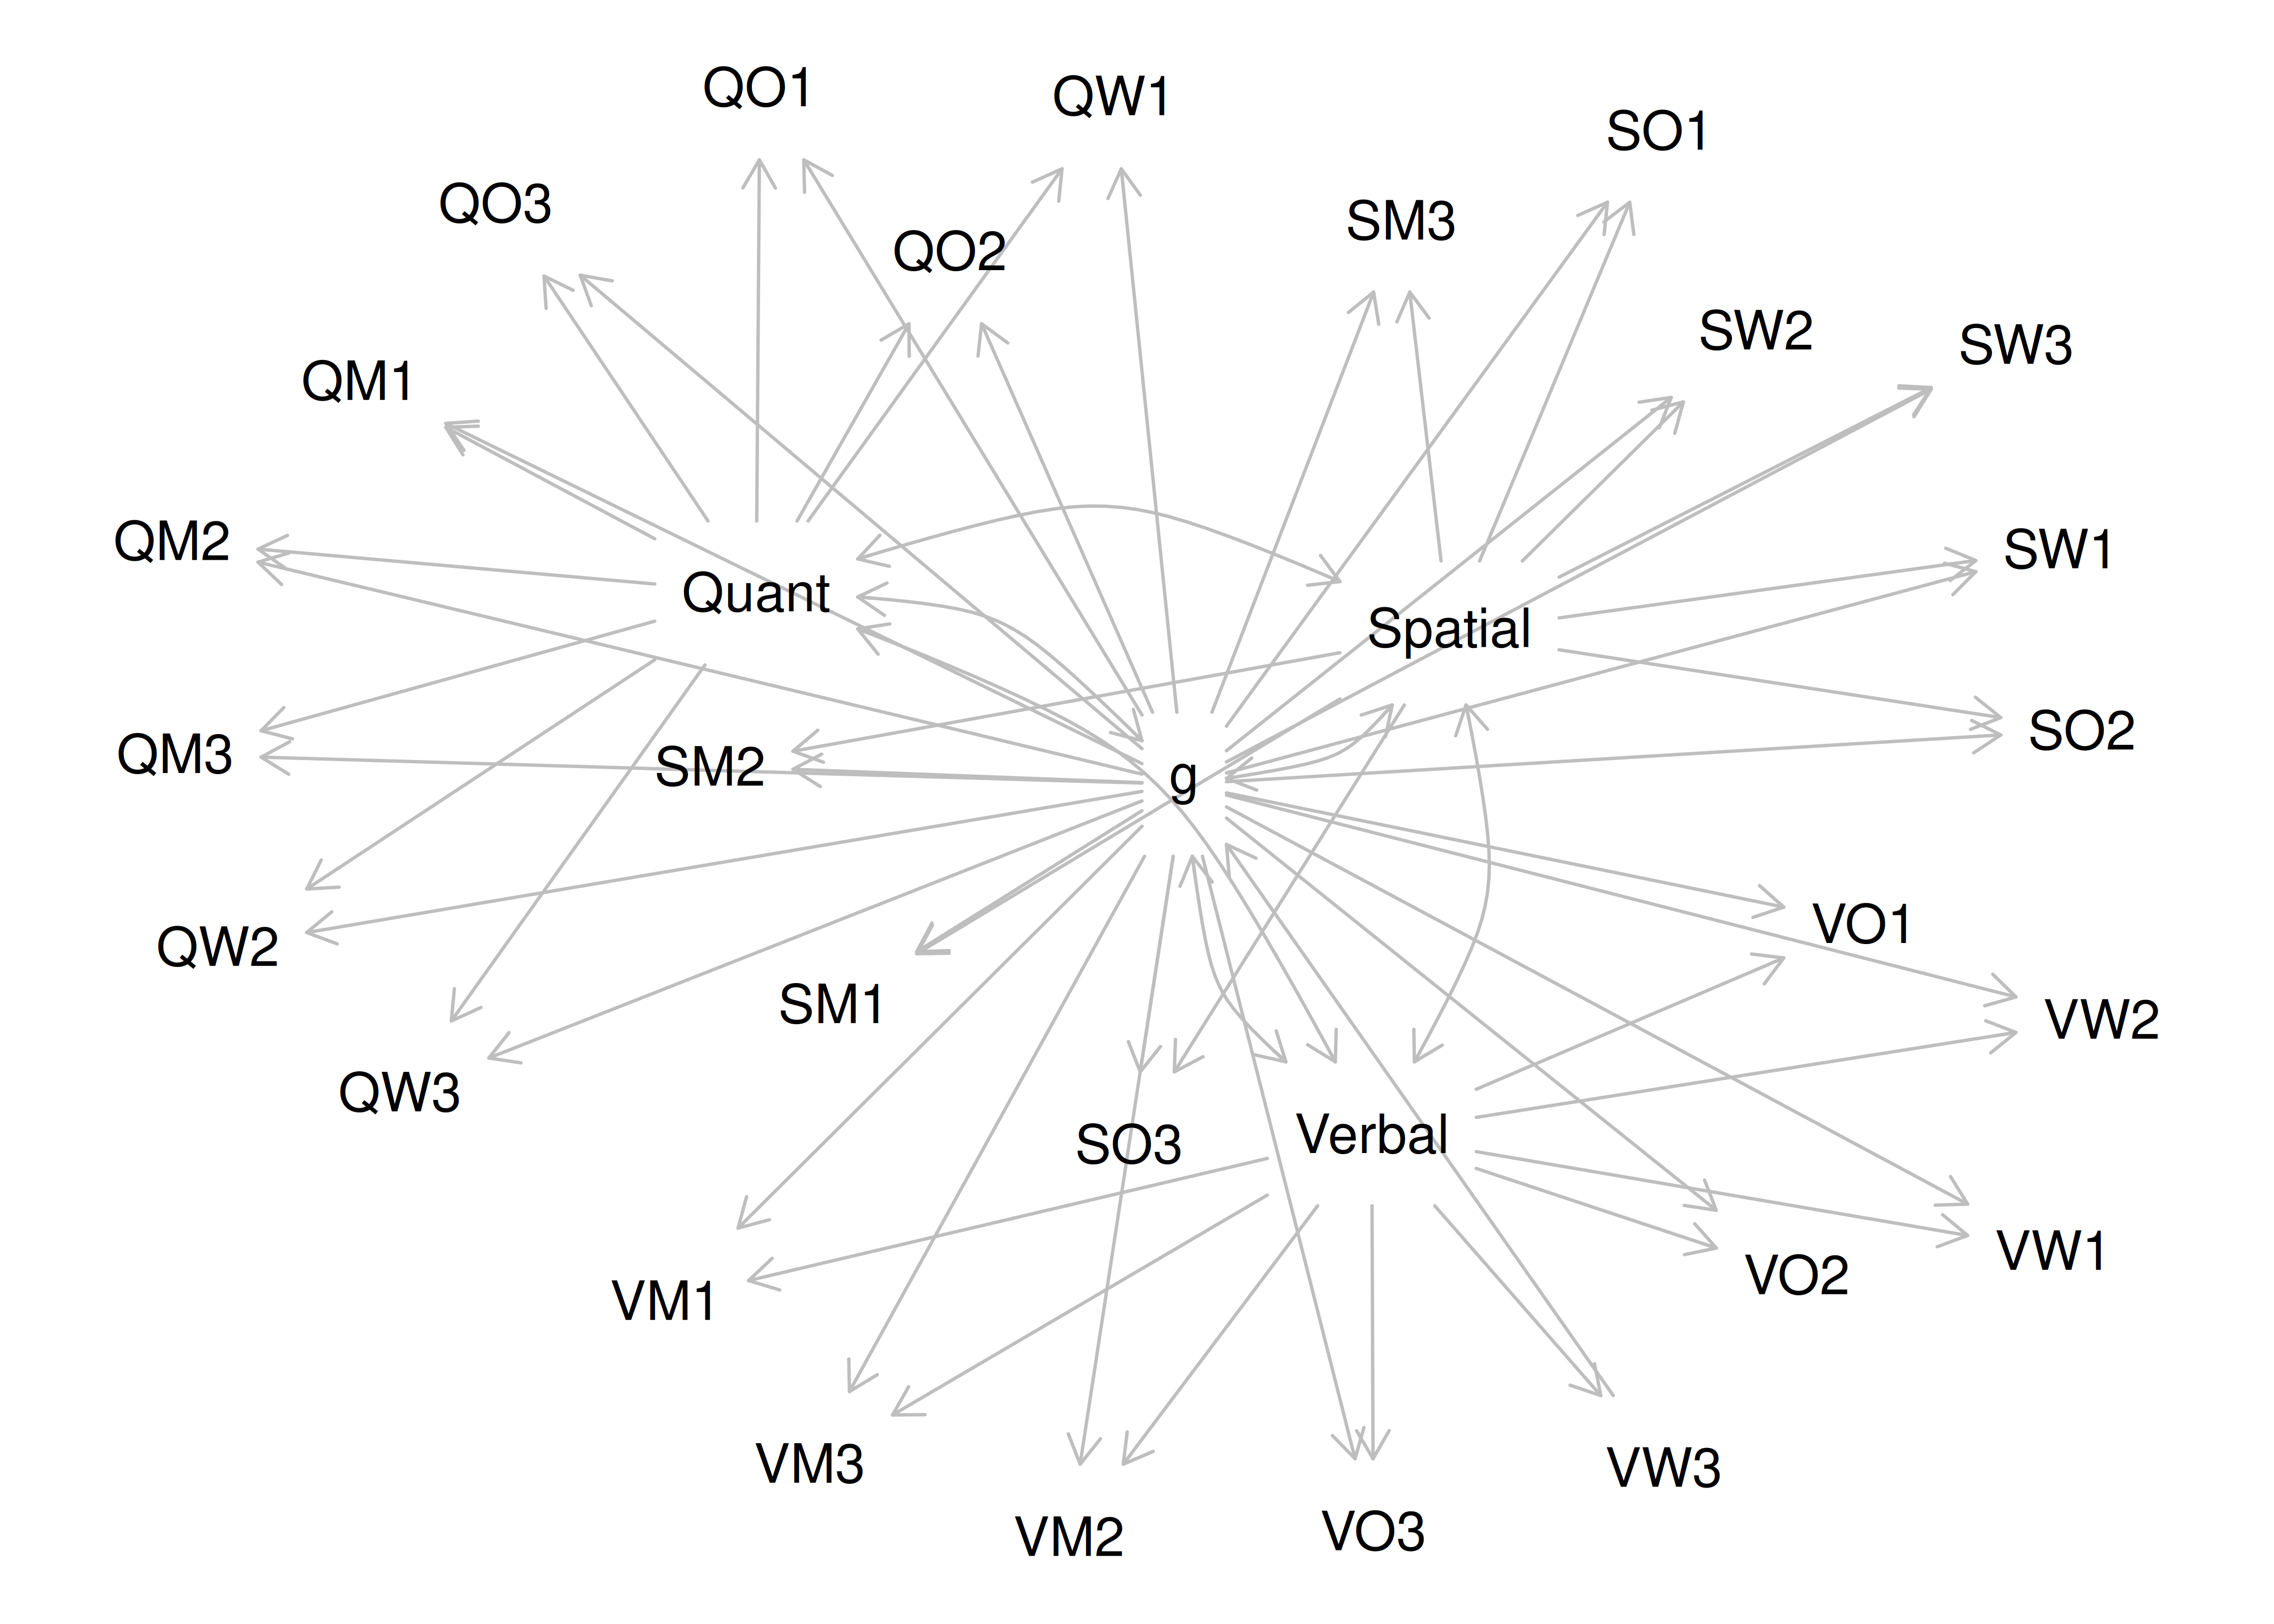 QO1
QW1
SO1
QO3
SM3
QO2
SW2
SW3
QM1
QM2
SW1
Quant
Spatial
SO2
QM3
SM2
g
VO1
QW2
SM1
VW2
QW3
Verbal
SO3
VW1
VO2
VM1
VM3
VW3
VM2
VO3